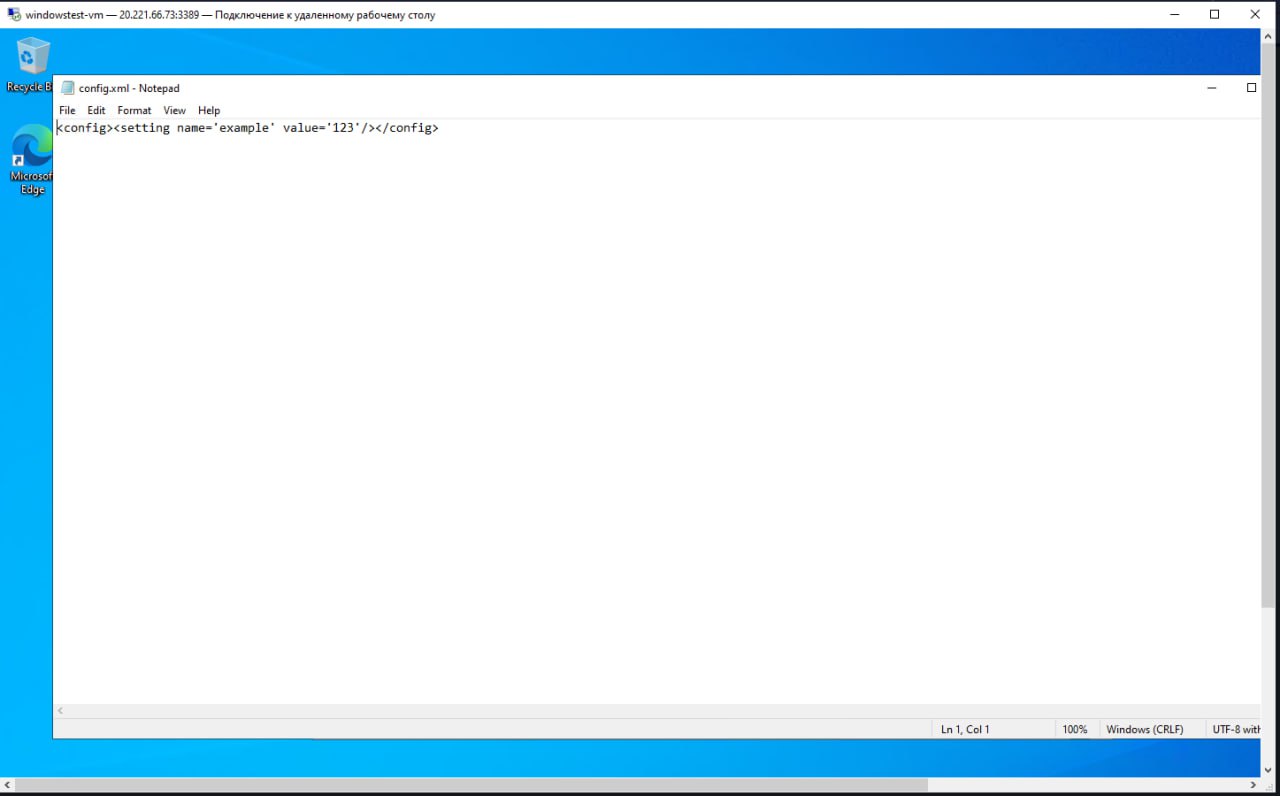 windowstest-vm — 20.221.66.73:3389 — Подключение к удаленному рабочему столу
Recycle B
config.xml - Notepad
File Edit Format View Help
<config><setting name='example' value='123'/></config>
Microsof
Edge
Ln 1, Col 1 100% Windows (CRLF) UTF-8 with